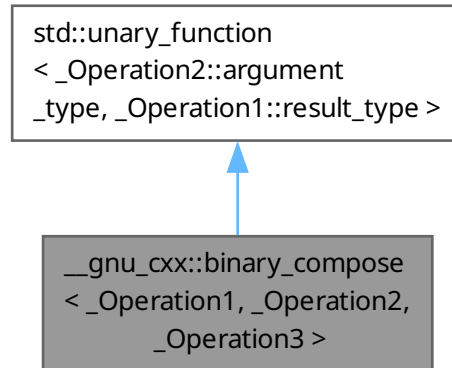 std::unary_function
< _Operation2::argument
_type, _Operation1::result_type >
__gnu_cxx::binary_compose
< _Operation1, _Operation2,
_Operation3 >